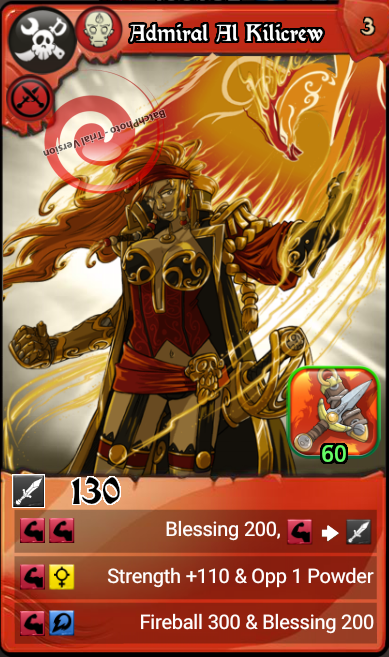 Admiral Al Kilicrew
3
BatchPhoto - Trial Version
60
130
Blessing 200,
Strength +110 & Opp 1 Powder
Fireball 300 & Blessing 200